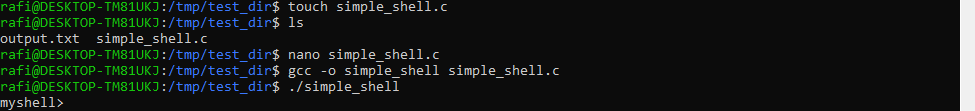 rafi@DESKTOP-TM81UKJ:/tmp/test_dir$ touch simple_shell.c
rafi@DESKTOP-TM81UKJ:/tmp/test_dir$ ls
output.txt  simple_shell.c
rafi@DESKTOP-TM81UKJ:/tmp/test_dir$ nano simple_shell.c
rafi@DESKTOP-TM81UKJ:/tmp/test_dir$ gcc -o simple_shell simple_shell.c
rafi@DESKTOP-TM81UKJ:/tmp/test_dir$ ./simple_shell
myshell>